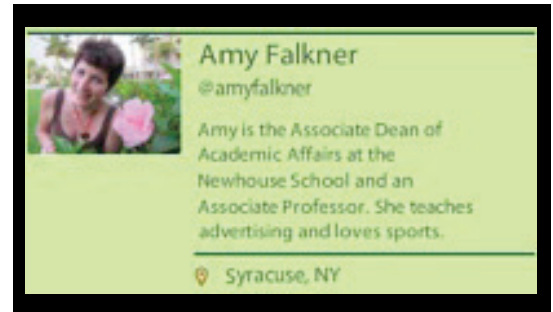 Amy Falkner
@amyfalkner
Amy is the Associate Dean of
Academic Affairs at the
Newhouse School and an
Associate Professor. She teaches
advertising and loves sports.
Syracuse, NY